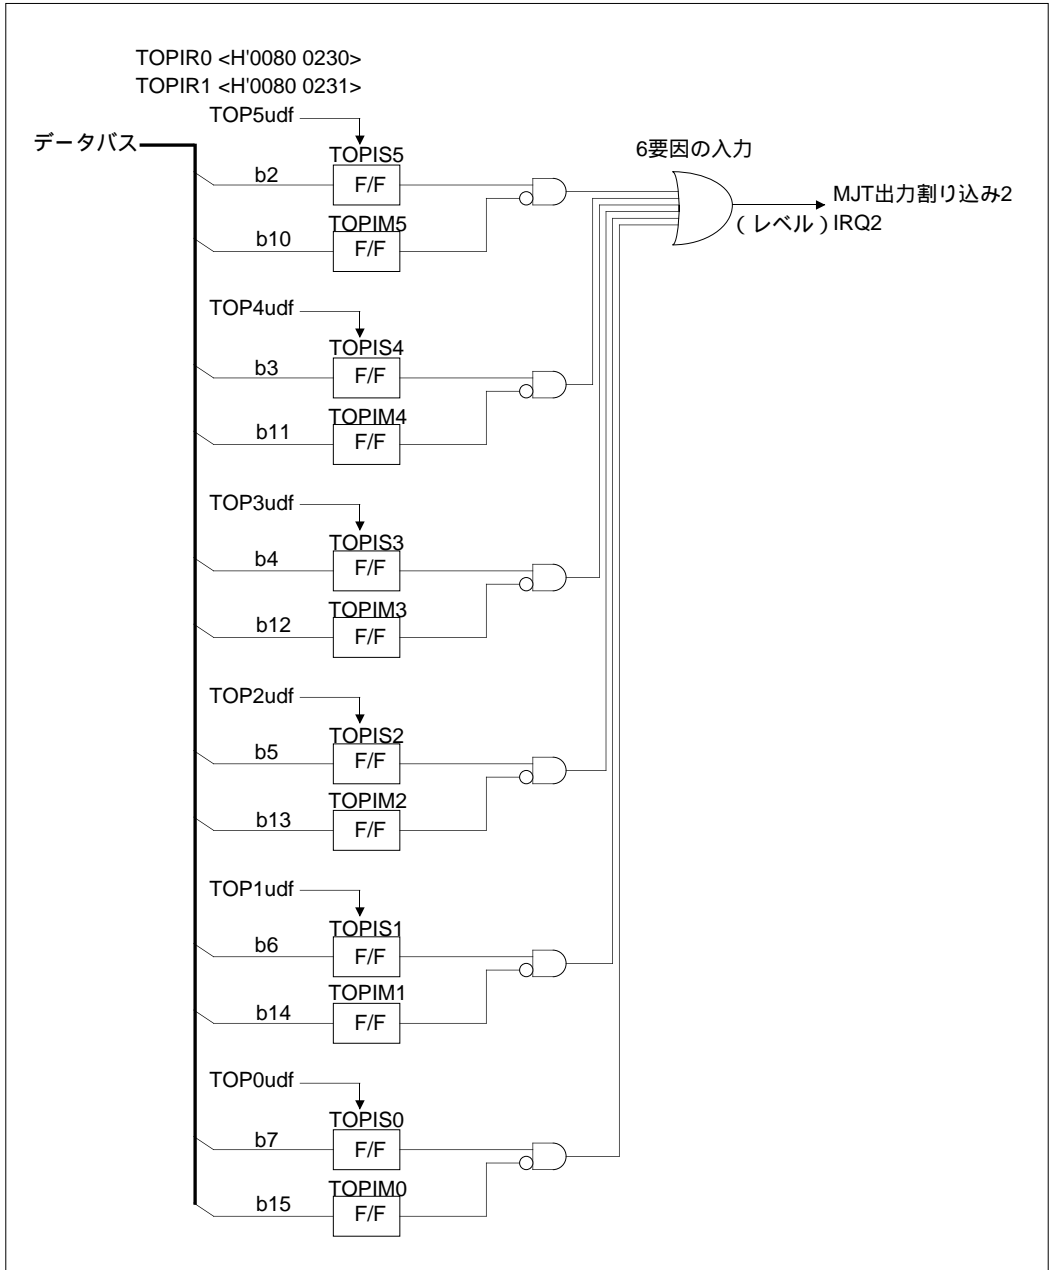 TOPIR0 <H'0080 0230>
TOPIR1 <H'0080 0231>
TOP5udf
データバス
TOPIS5
6要因の入力
b2
F/F
MJT出力割り込み2
(レベル)IRQ2
TOPIM5
b10
F/F
TOP4udf
TOPIS4
b3
F/F
TOPIM4
b11
F/F
TOP3udf
TOPIS3
b4
F/F
TOPIM3
b12
F/F
TOP2udf
TOPIS2
b5
F/F
TOPIM2
b13
F/F
TOP1udf
TOPIS1
b6
F/F
TOPIM1
b14
F/F
TOP0udf
TOPIS0
b7
F/F
TOPIM0
b15
F/F